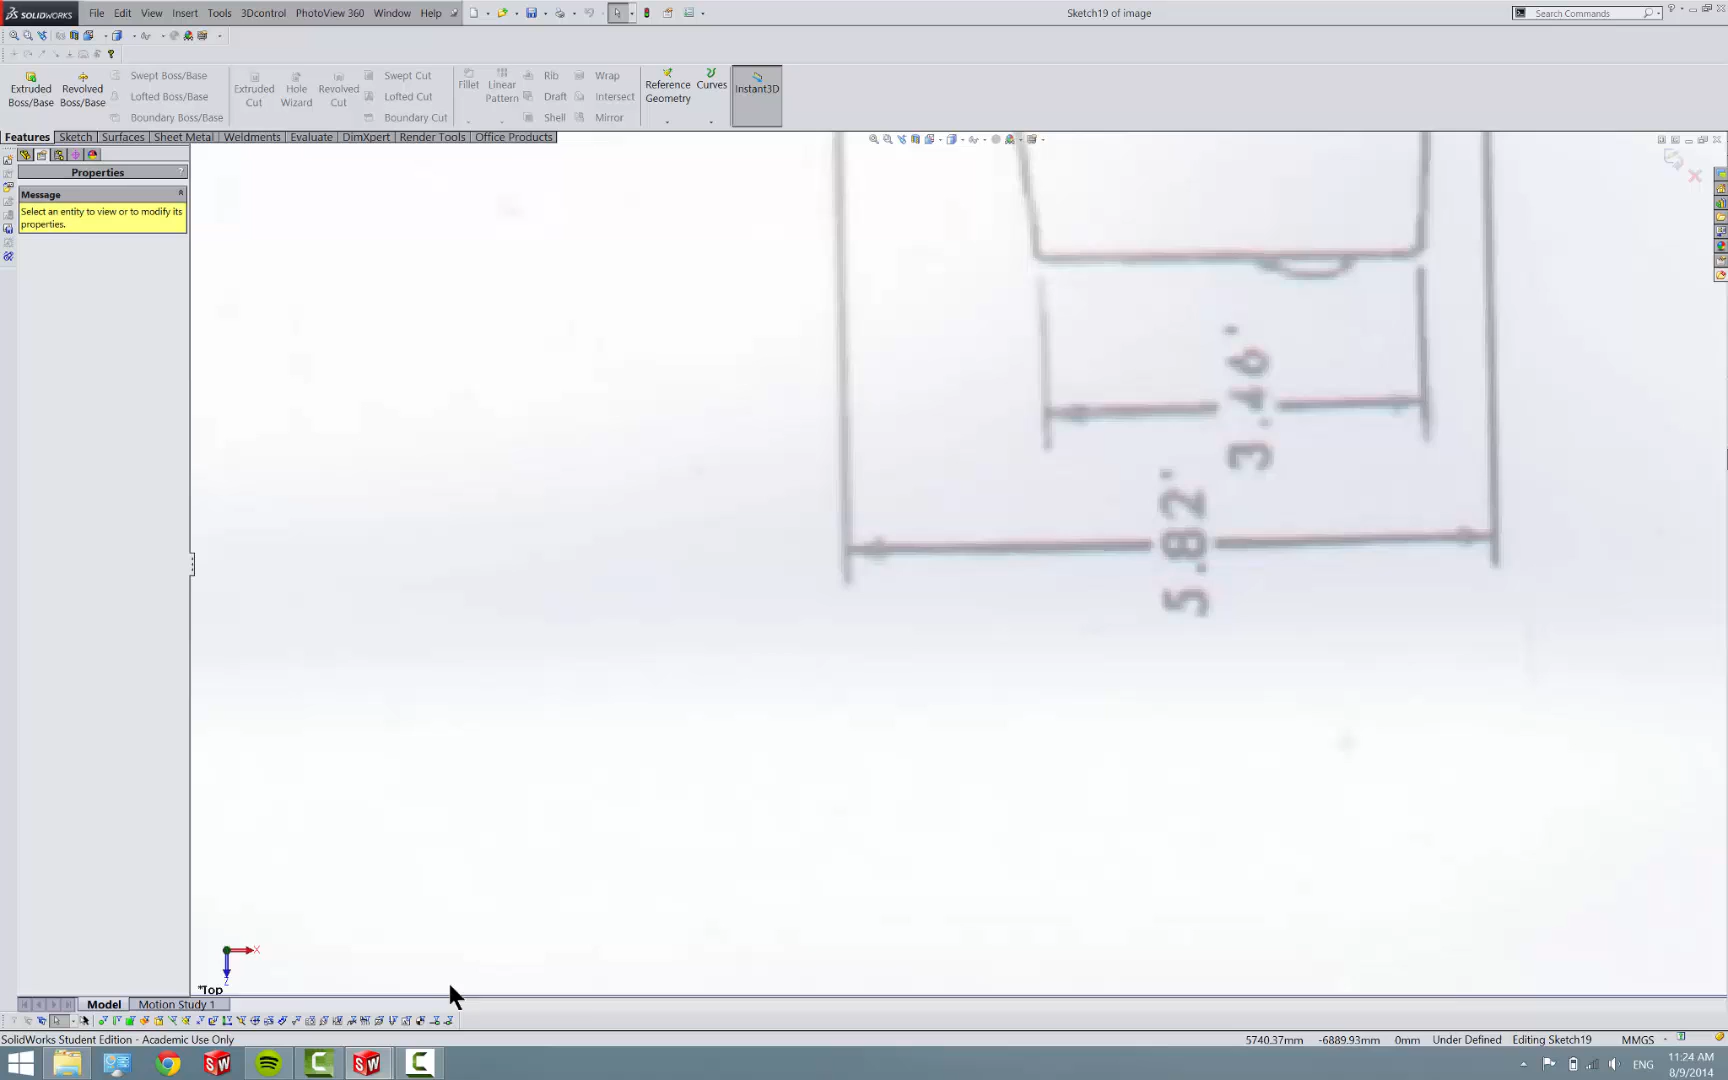 SOLIDWORKS File Edit View Insert Tools 3Dcontrol PhotoView 360 Window Help Sketch19 of image Search Commands
Extruded Boss/Base
Revolved Boss/Base
Swept Boss/Base
Lofted Boss/Base
Boundary Boss/Base
Extruded Cut
Hole Wizard
Revolved Cut
Swept Cut
Lofted Cut
Boundary Cut
Fillet
Linear Pattern
Rib
Draft
Shell
Wrap
Intersect
Mirror
Reference Geometry
Curves
Instant3D
Features Sketch Surfaces Sheet Metal Weldments Evaluate DimXpert Render Tools Office Products
Properties ?
Message
Select an entity to view or to modify its
properties.
3.46'
5.82'
X
Z
*Top
Model Motion Study 1
SolidWorks Student Edition - Academic Use Only 5740.37mm -6889.93mm 0mm Under Defined Editing Sketch19 MMGS
ENG 11:24 AM
8/9/2014